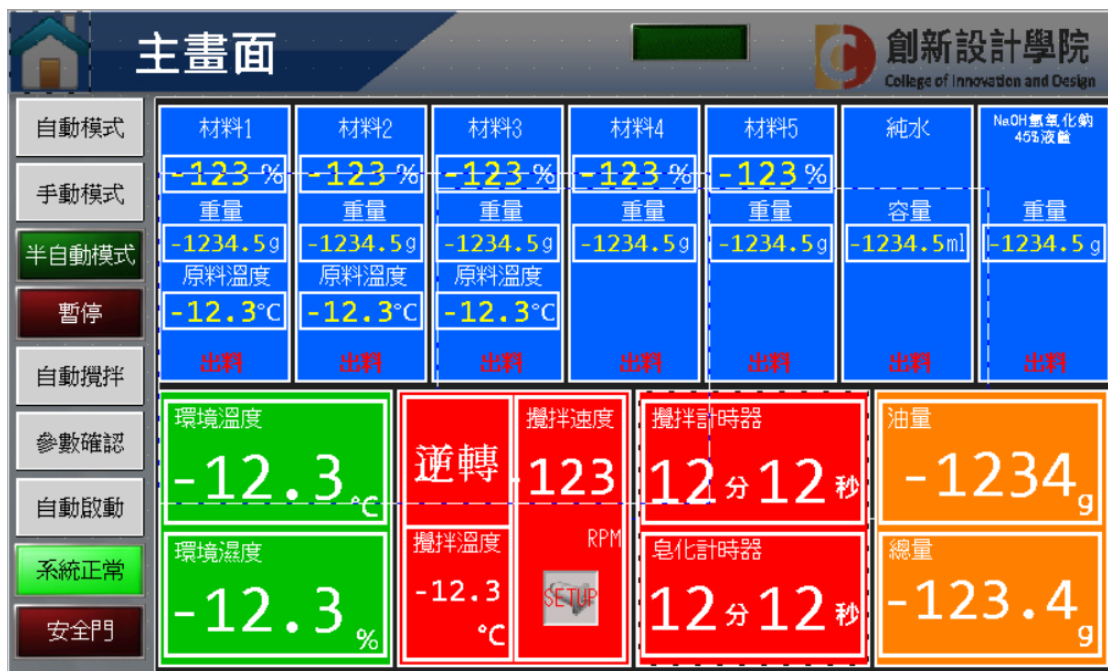 主畫面
創新設計學院
College of Innovation and Design
自動模式
手動模式
半自動模式
暫停
自動攪拌
參數確認
自動啟動
系統正常
安全門
材料1
-123 %
重量
-1234.5g
原料溫度
-12.3°C
出料
材料2
-123 %
重量
-1234.5g
原料溫度
-12.3°C
出料
材料3
-123 %
重量
-1234.5g
原料溫度
-12.3°C
出料
材料4
-123 %
重量
-1234.5g
出料
材料5
-123 %
重量
-1234.5g
出料
純水
容量
-1234.5ml
出料
NaOH氫氧化鈉
45%液鹼
重量
-1234.5g
出料
環境溫度
-12.3 °C
環境濕度
-12.3 %
逆轉
攪拌溫度
-12.3
°C
攪拌速度
-123
RPM
SETUP
攪拌計時器
12分12秒
皂化計時器
12分12秒
油量
-1234g
總量
-123.4g